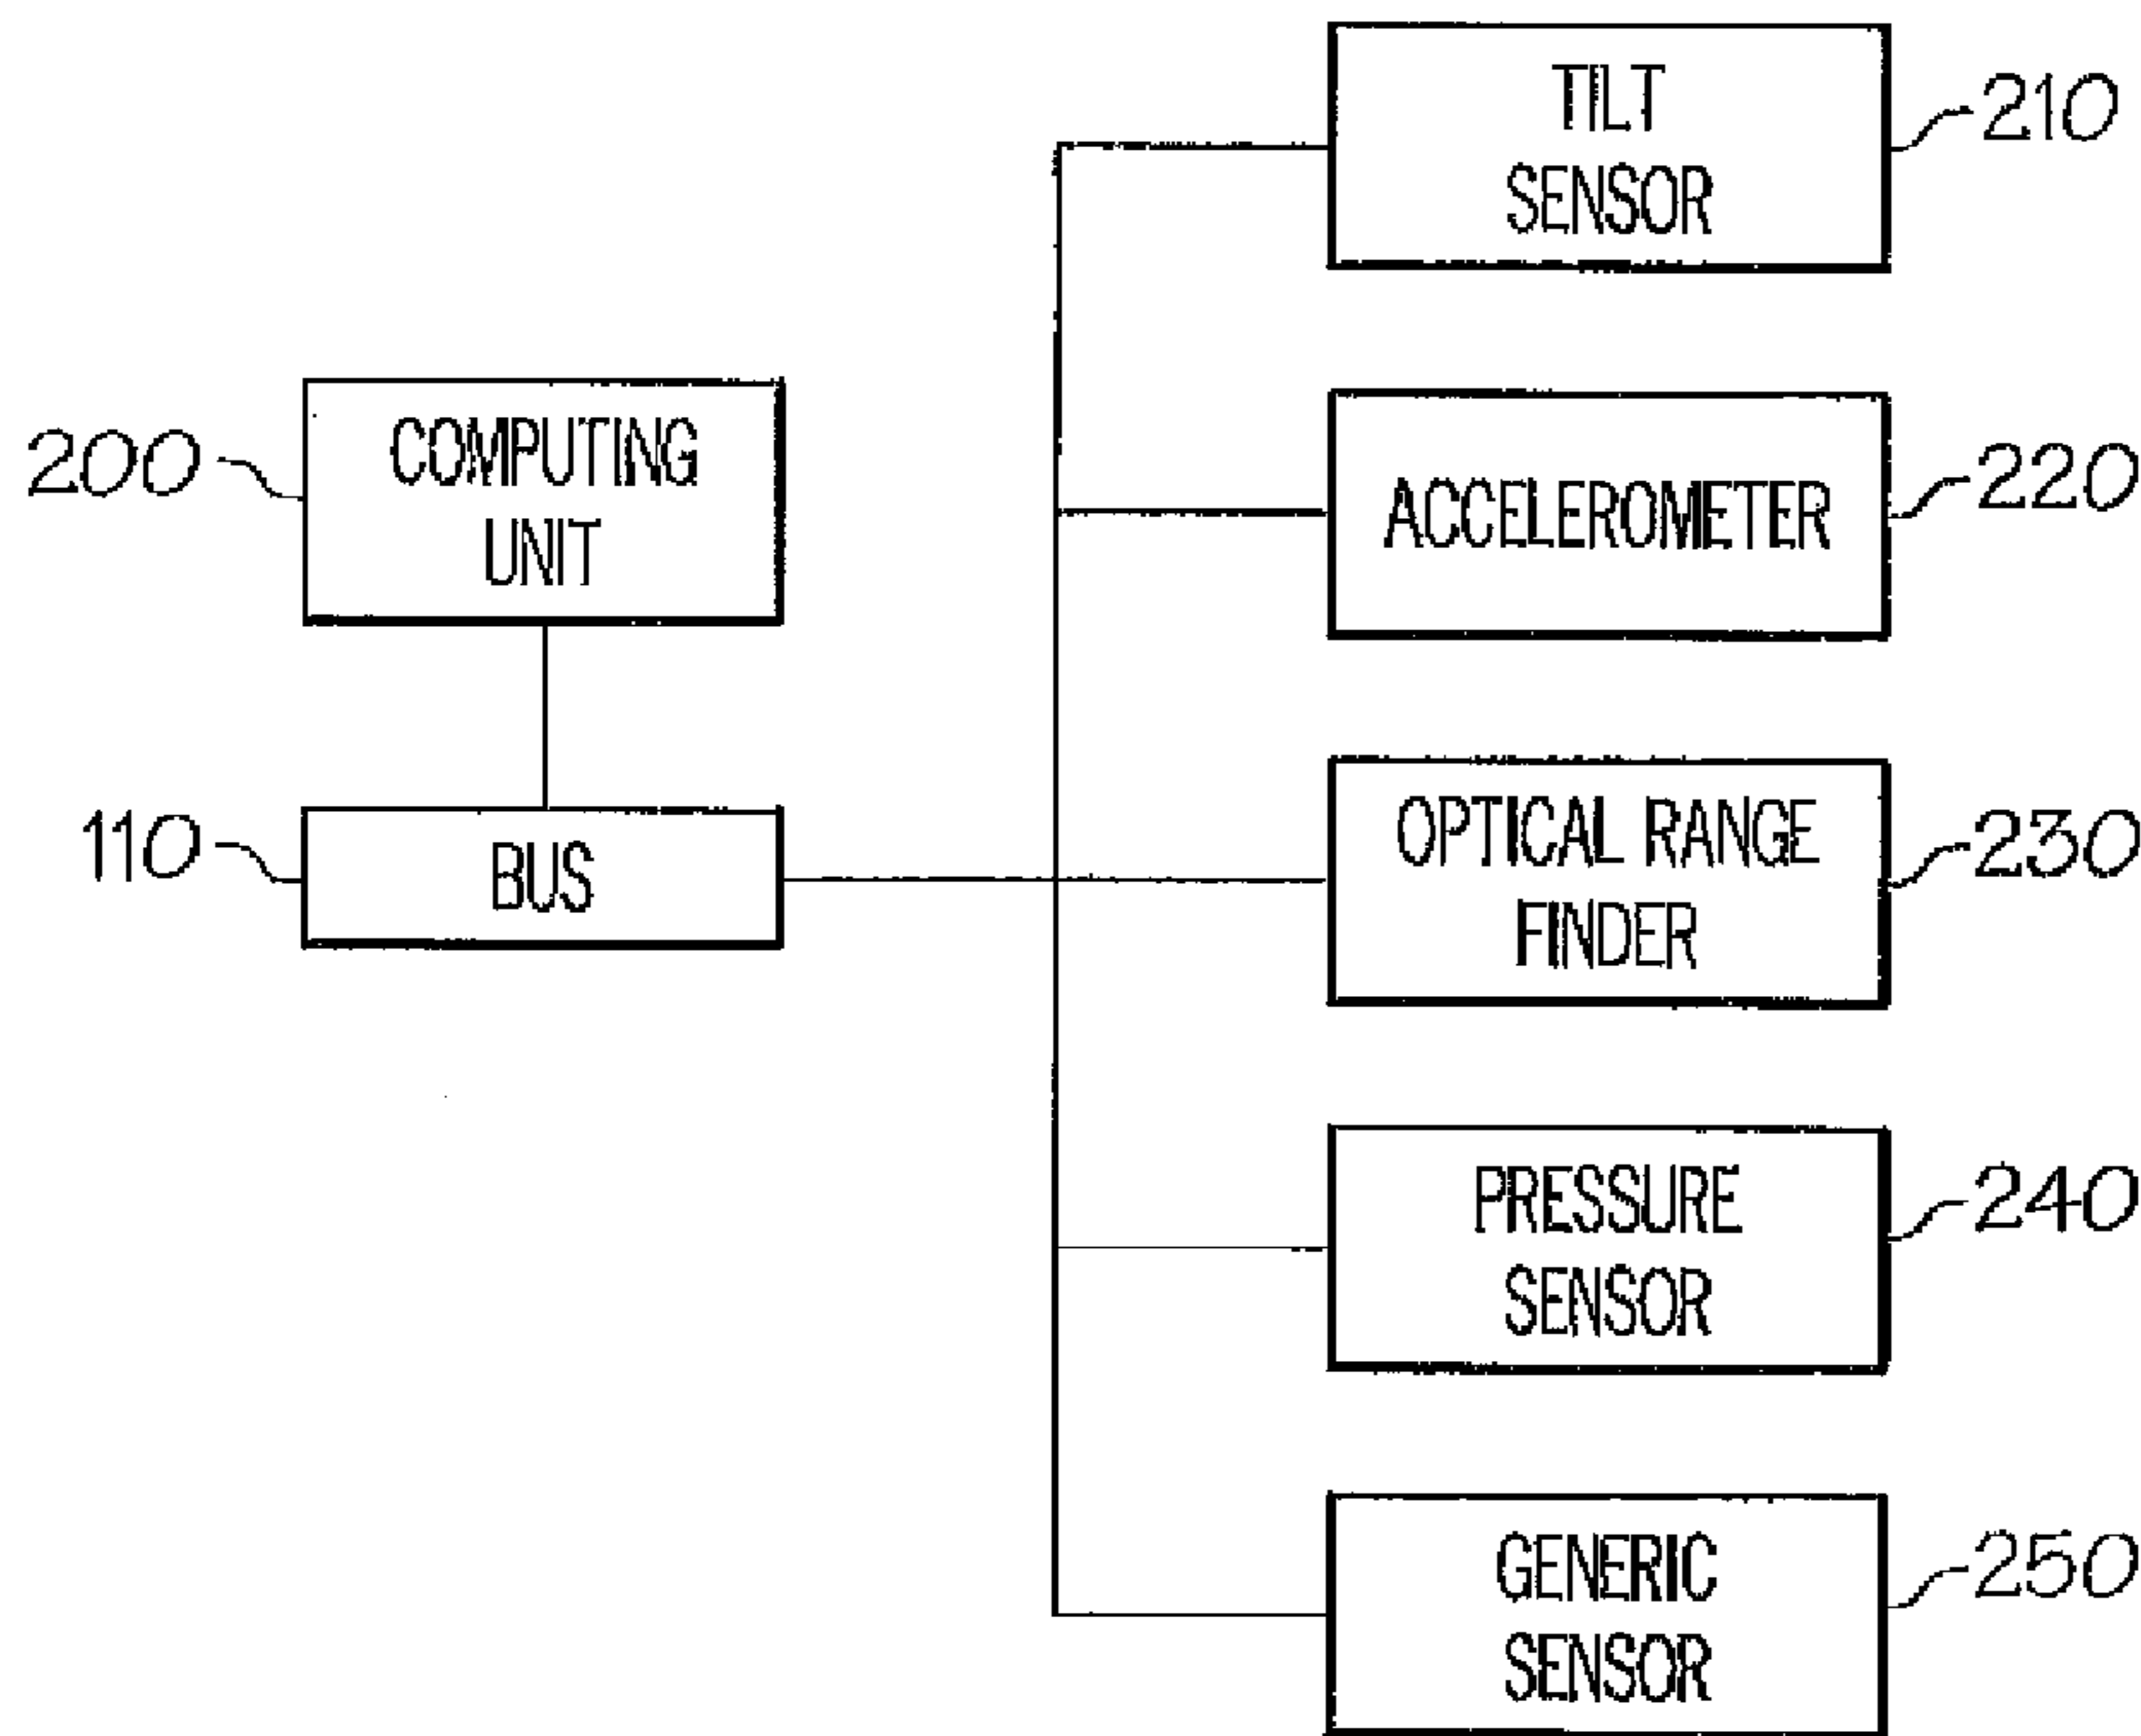 TILT
SENSOR
210
COMPUTING
UNIT
200
ACCELEROMETER
220
BUS
110
OPTICAL RANGE
FINDER
230
PRESSURE
SENSOR
240
GENERIC
SENSOR
250